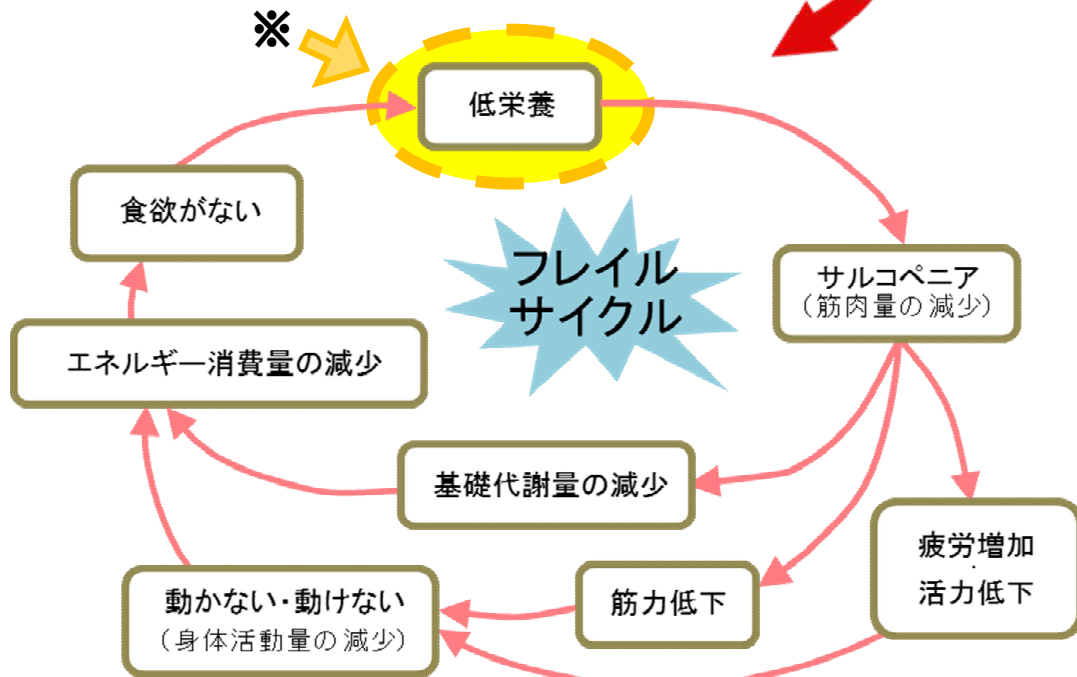 ※
低栄養
食欲がない
フレイル
サイクル
サルコペニア
（筋肉量の減少）
エネルギー消費量の減少
基礎代謝量の減少
疲労増加
・
活力低下
動かない・動けない
（身体活動量の減少）
筋力低下